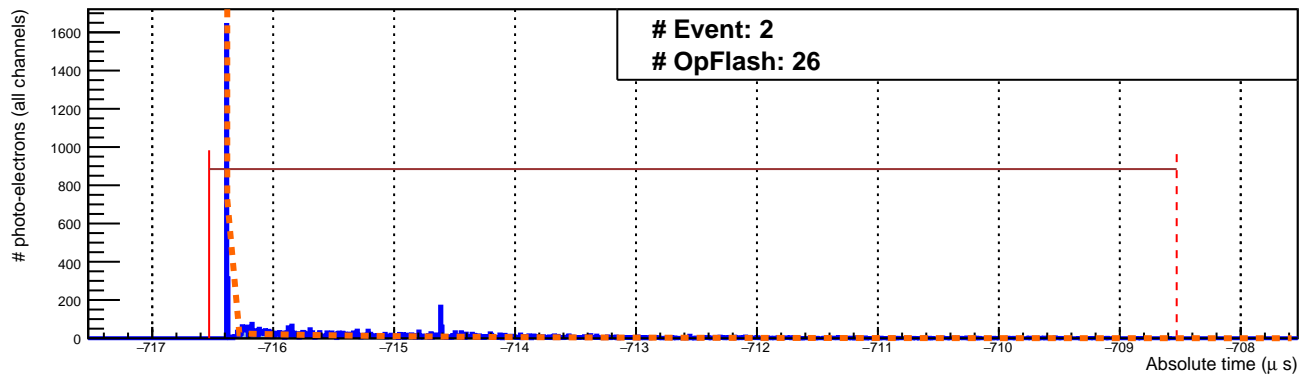 # Event: 2
# OpFlash: 26
# photo-electrons (all channels)
1600
1400
1200
1000
800
600
400
200
0
−717 −716 −715 −714 −713 −712 −711 −710 −709 −708
Absolute time (μ s)